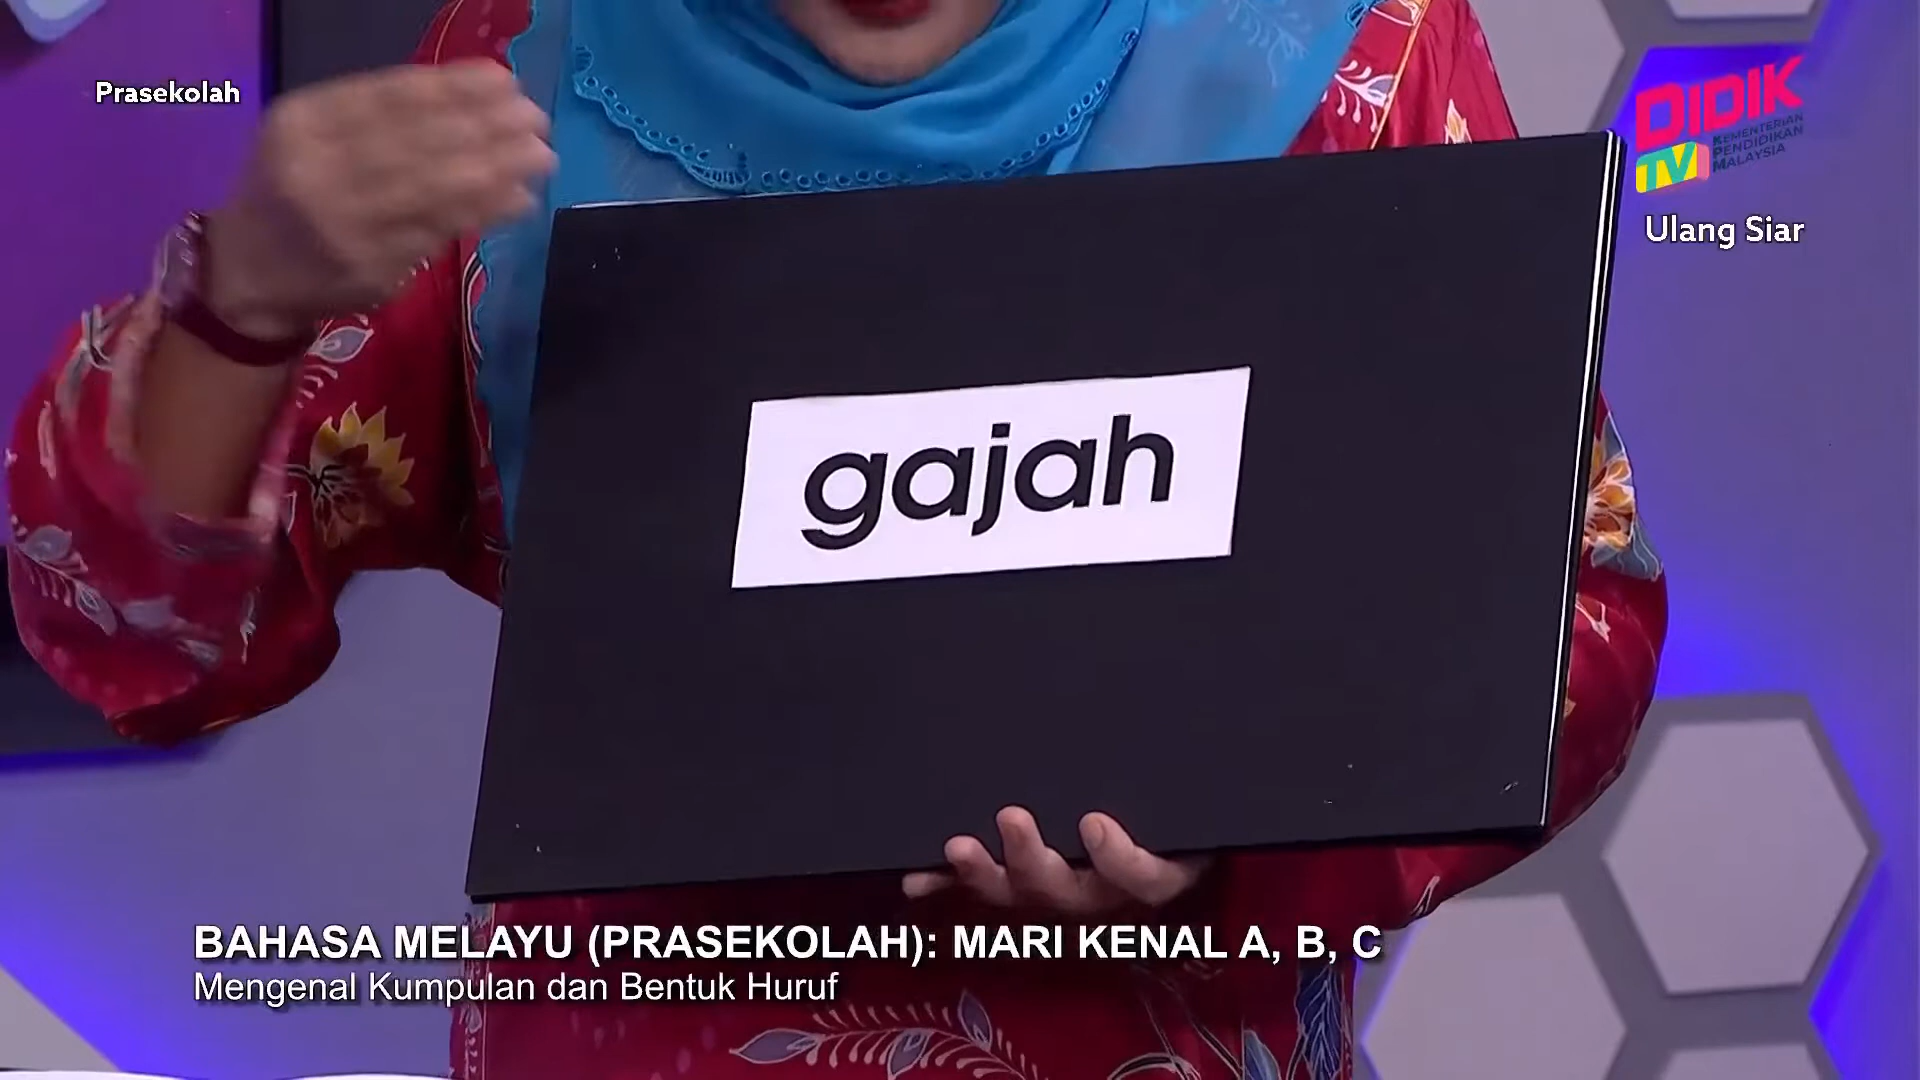 Prasekolah
DIDIK
TV
KEMENTERIAN
PENDIDIKAN
MALAYSIA
Ulang Siar
gajah
BAHASA MELAYU (PRASEKOLAH): MARI KENAL A, B, C
Mengenal Kumpulan dan Bentuk Huruf